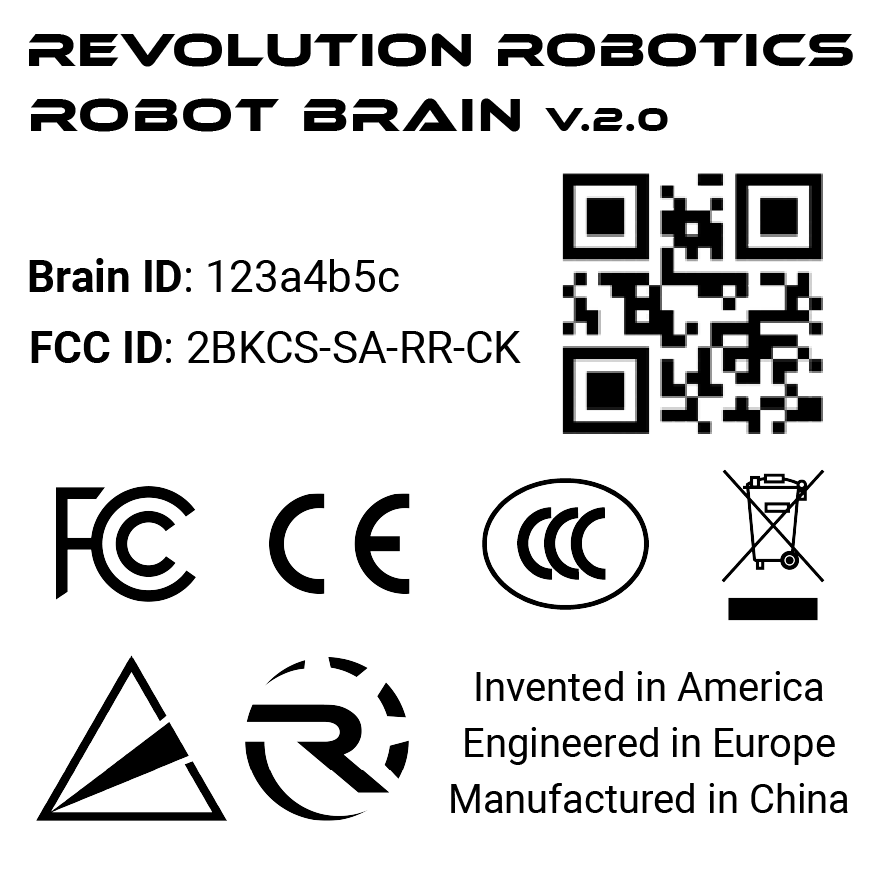 REVOLUTION ROBOTICS
ROBOT BRAIN V.2.0
Brain ID: 123a4b5c
FCC ID: 2BKCS-SA-RR-CK
FCC CE CCC
R
Invented in America
Engineered in Europe
Manufactured in China